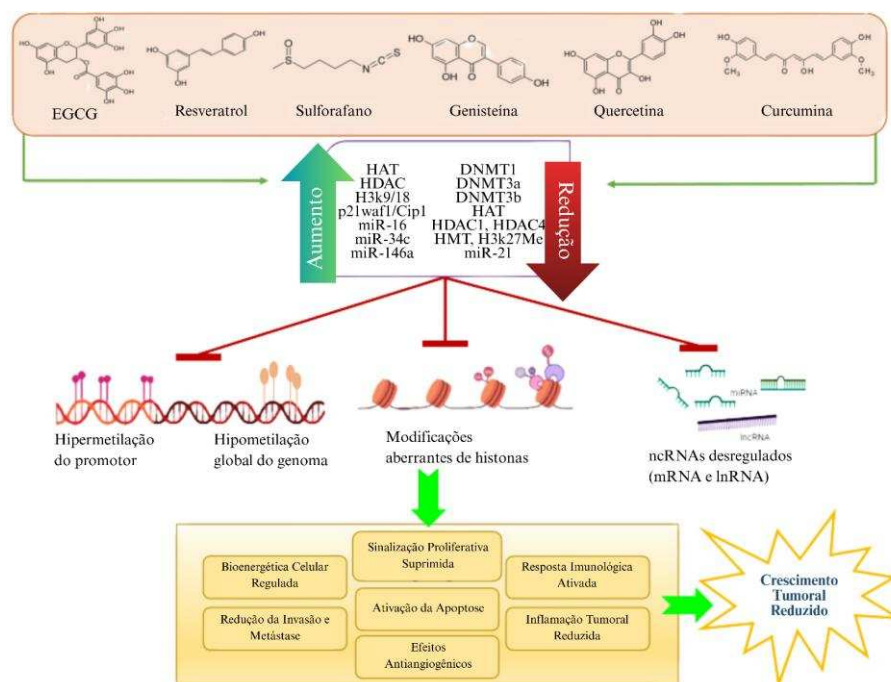 EGCG
Resveratrol
Sulforafano
Genisteína
Quercetina
Curcumina
Aumento
HAT
HDAC
H3k9/18
p21waf1/Cip1
miR-16
miR-34c
miR-146a
DNMT1
DNMT3a
DNMT3b
HAT
HDAC1, HDAC4
HMT, H3k27Me
miR-21
Redução
Hipermetilação
do promotor
Hipometilação
global do genoma
Modificações
aberrantes de histonas
miRNA
lncRNA
ncRNAs desregulados
(mRNA e lnRNA)
Bioenergética Celular
Regulada
Redução da Invasão e
Metástase
Sinalização Proliferativa
Suprimida
Ativação da Apoptose
Efeitos
Antiangiogênicos
Resposta Imunológica
Ativada
Inflamação Tumoral
Reduzida
Crescimento
Tumoral
Reduzido